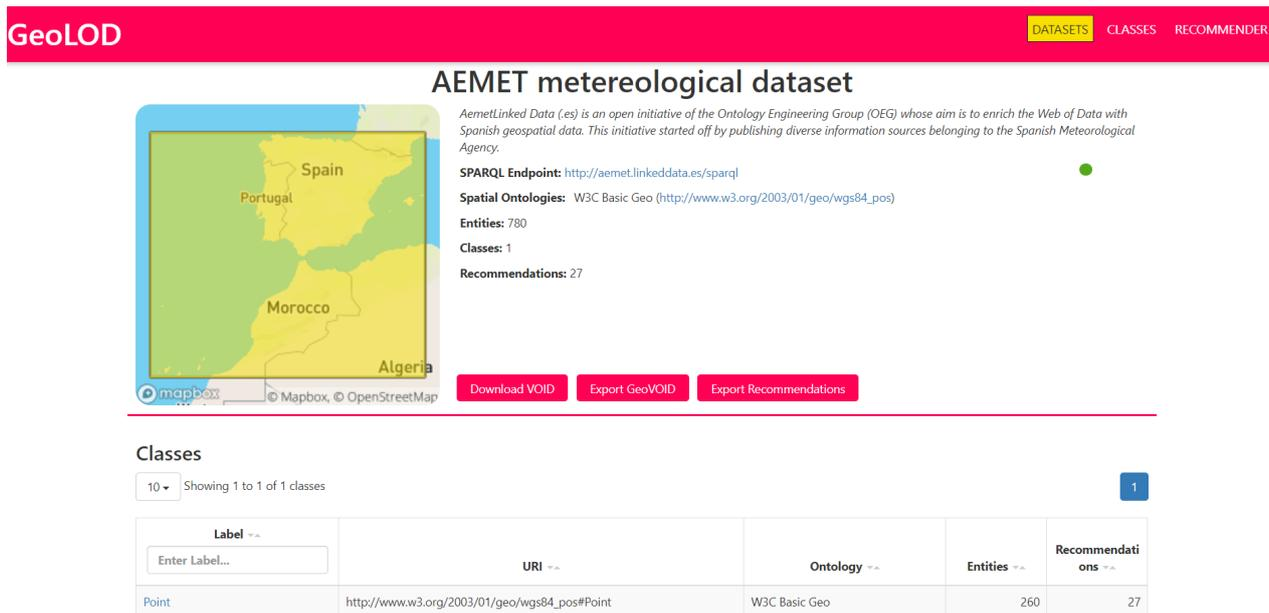 GeoLOD
DATASETS CLASSES RECOMMENDER
AEMET metereological dataset
AemetLinked Data (.es) is an open initiative of the Ontology Engineering Group (OEG) whose aim is to enrich the Web of Data with
Spanish geospatial data. This initiative started off by publishing diverse information sources belonging to the Spanish Meteorological
Agency.
SPARQL Endpoint: http://aemet.linkeddata.es/sparql
Spatial Ontologies: W3C Basic Geo (http://www.w3.org/2003/01/geo/wgs84_pos)
Entities: 780
Classes: 1
Recommendations: 27
Spain
Portugal
Morocco
Algeria
mapbox
© Mapbox, © OpenStreetMap
Download VOID Export GeoVOID Export Recommendations
Classes
10 Showing 1 to 1 of 1 classes
1
Label
Enter Label...
URI
Ontology
Entities
Recommendati
ons
Point http://www.w3.org/2003/01/geo/wgs84_pos#Point W3C Basic Geo 260 27